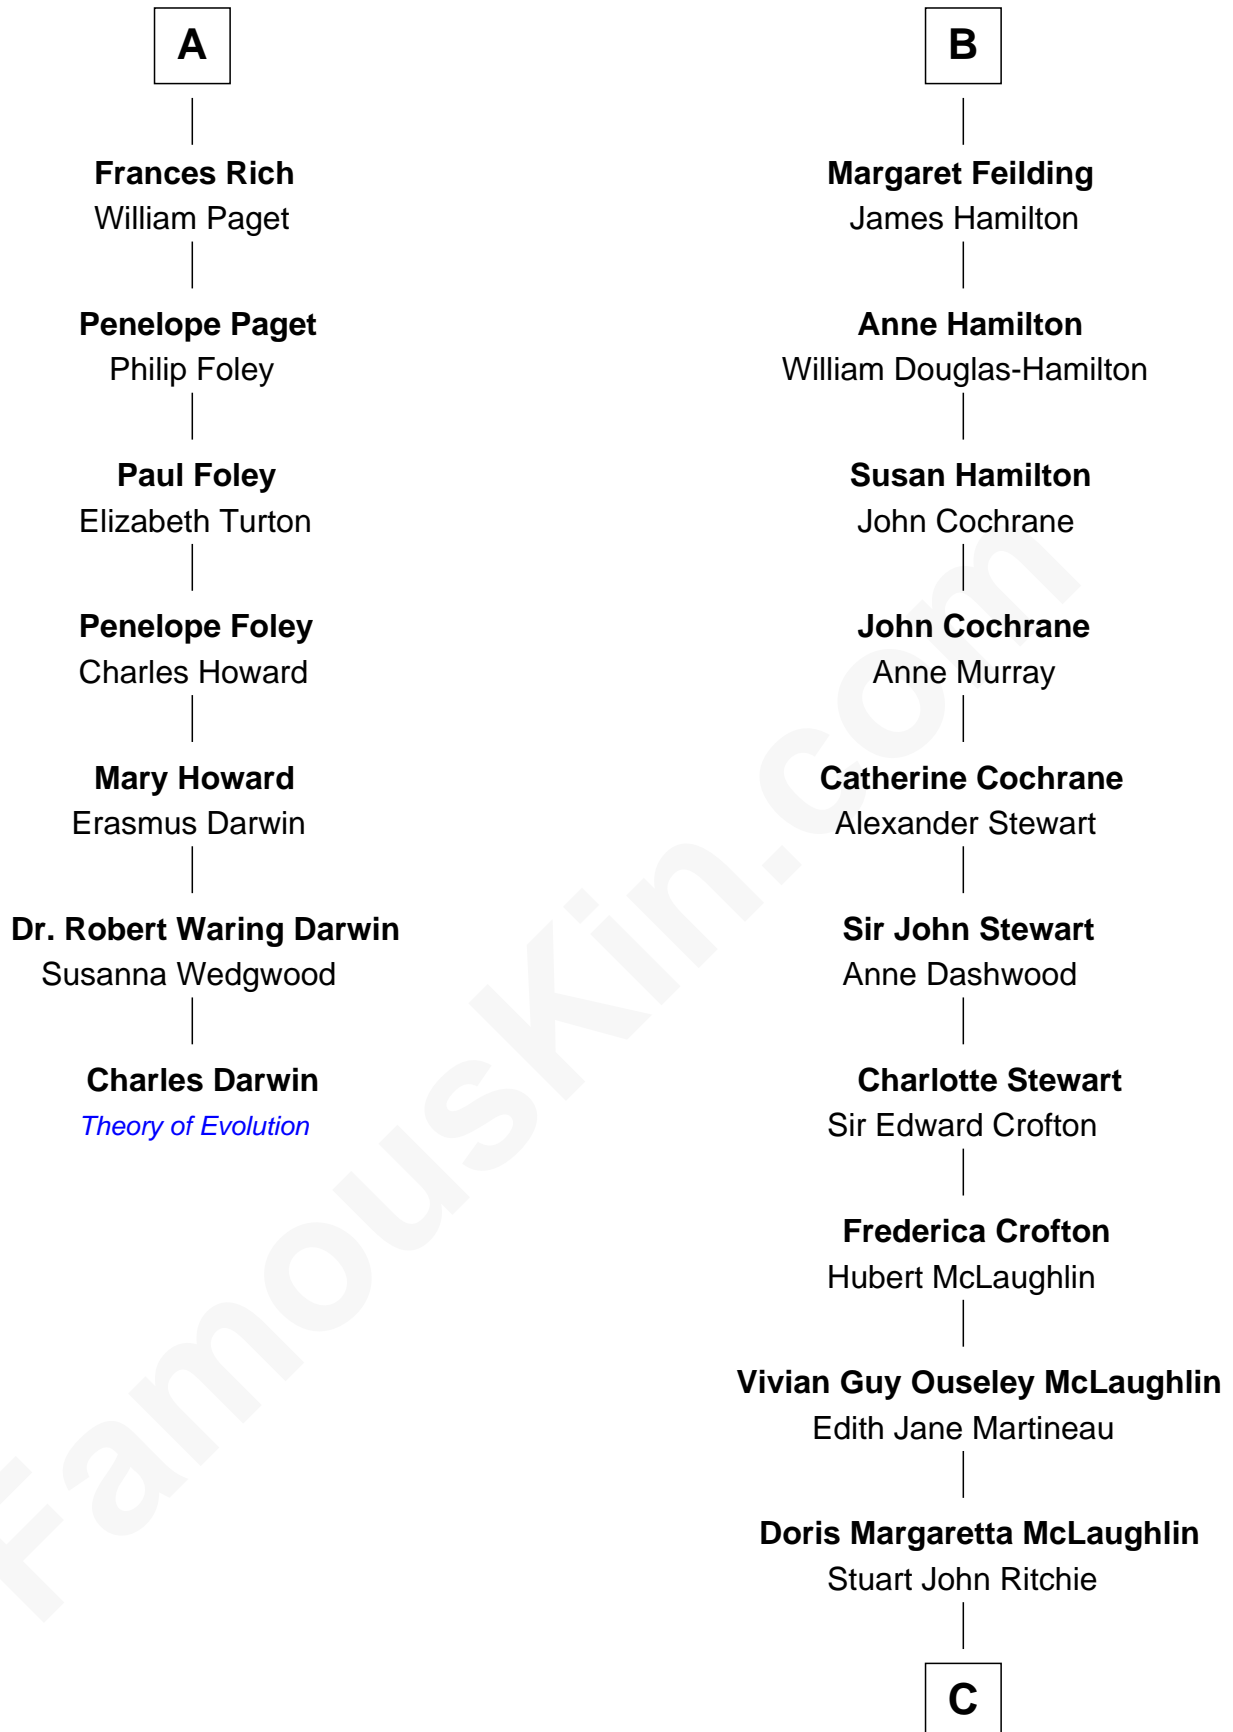 A
Frances Rich
William Paget
Penelope Paget
Philip Foley
Paul Foley
Elizabeth Turton
Penelope Foley
Charles Howard
Mary Howard
Erasmus Darwin
Dr. Robert Waring Darwin
Susanna Wedgwood
Charles Darwin
Theory of Evolution
B
Margaret Feilding
James Hamilton
Anne Hamilton
William Douglas-Hamilton
Susan Hamilton
John Cochrane
John Cochrane
Anne Murray
Catherine Cochrane
Alexander Stewart
Sir John Stewart
Anne Dashwood
Charlotte Stewart
Sir Edward Crofton
Frederica Crofton
Hubert McLaughlin
Vivian Guy Ouseley McLaughlin
Edith Jane Martineau
Doris Margaretta McLaughlin
Stuart John Ritchie
C
FamousKin.com